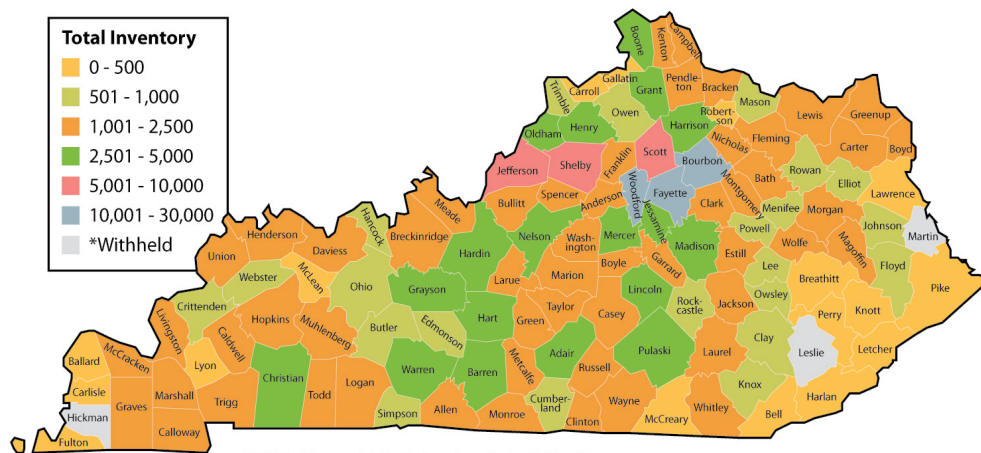 Total Inventory
0 - 500
501 - 1,000
1,001 - 2,500
2,501 - 5,000
5,001 - 10,000
10,001 - 30,000
*Withheld
Boone
Kenton
Campbell
Gallatin
Carroll
Trimble
Grant
Pendle-
ton
Bracken
Mason
Owen
Robert-
son
Lewis
Greenup
Oldham
Henry
Harrison
Nicholas
Fleming
Carter
Boyd
Jefferson
Shelby
Franklin
Scott
Bourbon
Rowan
Elliot
Lawrence
Bath
Bullitt
Spencer
Anderson
Woodford
Fayette
Clark
Montgomery
Menifee
Morgan
Johnson
Martin
Meade
Hancock
Breckinridge
Nelson
Wash-
ington
Mercer
Jessamine
Madison
Powell
Estill
Wolfe
Magoffin
Floyd
Henderson
Daviess
Union
Webster
McLean
Ohio
Hardin
Larue
Marion
Boyle
Garrard
Lee
Breathitt
Pike
Grayson
Crittenden
Hopkins
Muhlenberg
Butler
Edmonson
Hart
Green
Taylor
Casey
Lincoln
Rock-
castle
Jackson
Owsley
Perry
Knott
Livingston
Caldwell
Lyon
Clay
Leslie
Letcher
Ballard
McCracken
Carlisle
Hickman
Fulton
Graves
Marshall
Calloway
Trigg
Christian
Todd
Logan
Warren
Simpson
Allen
Barren
Metcalfe
Monroe
Adair
Cumber-
land
Russell
Clinton
Pulaski
Wayne
McCreary
Laurel
Whitley
Knox
Bell
Harlan